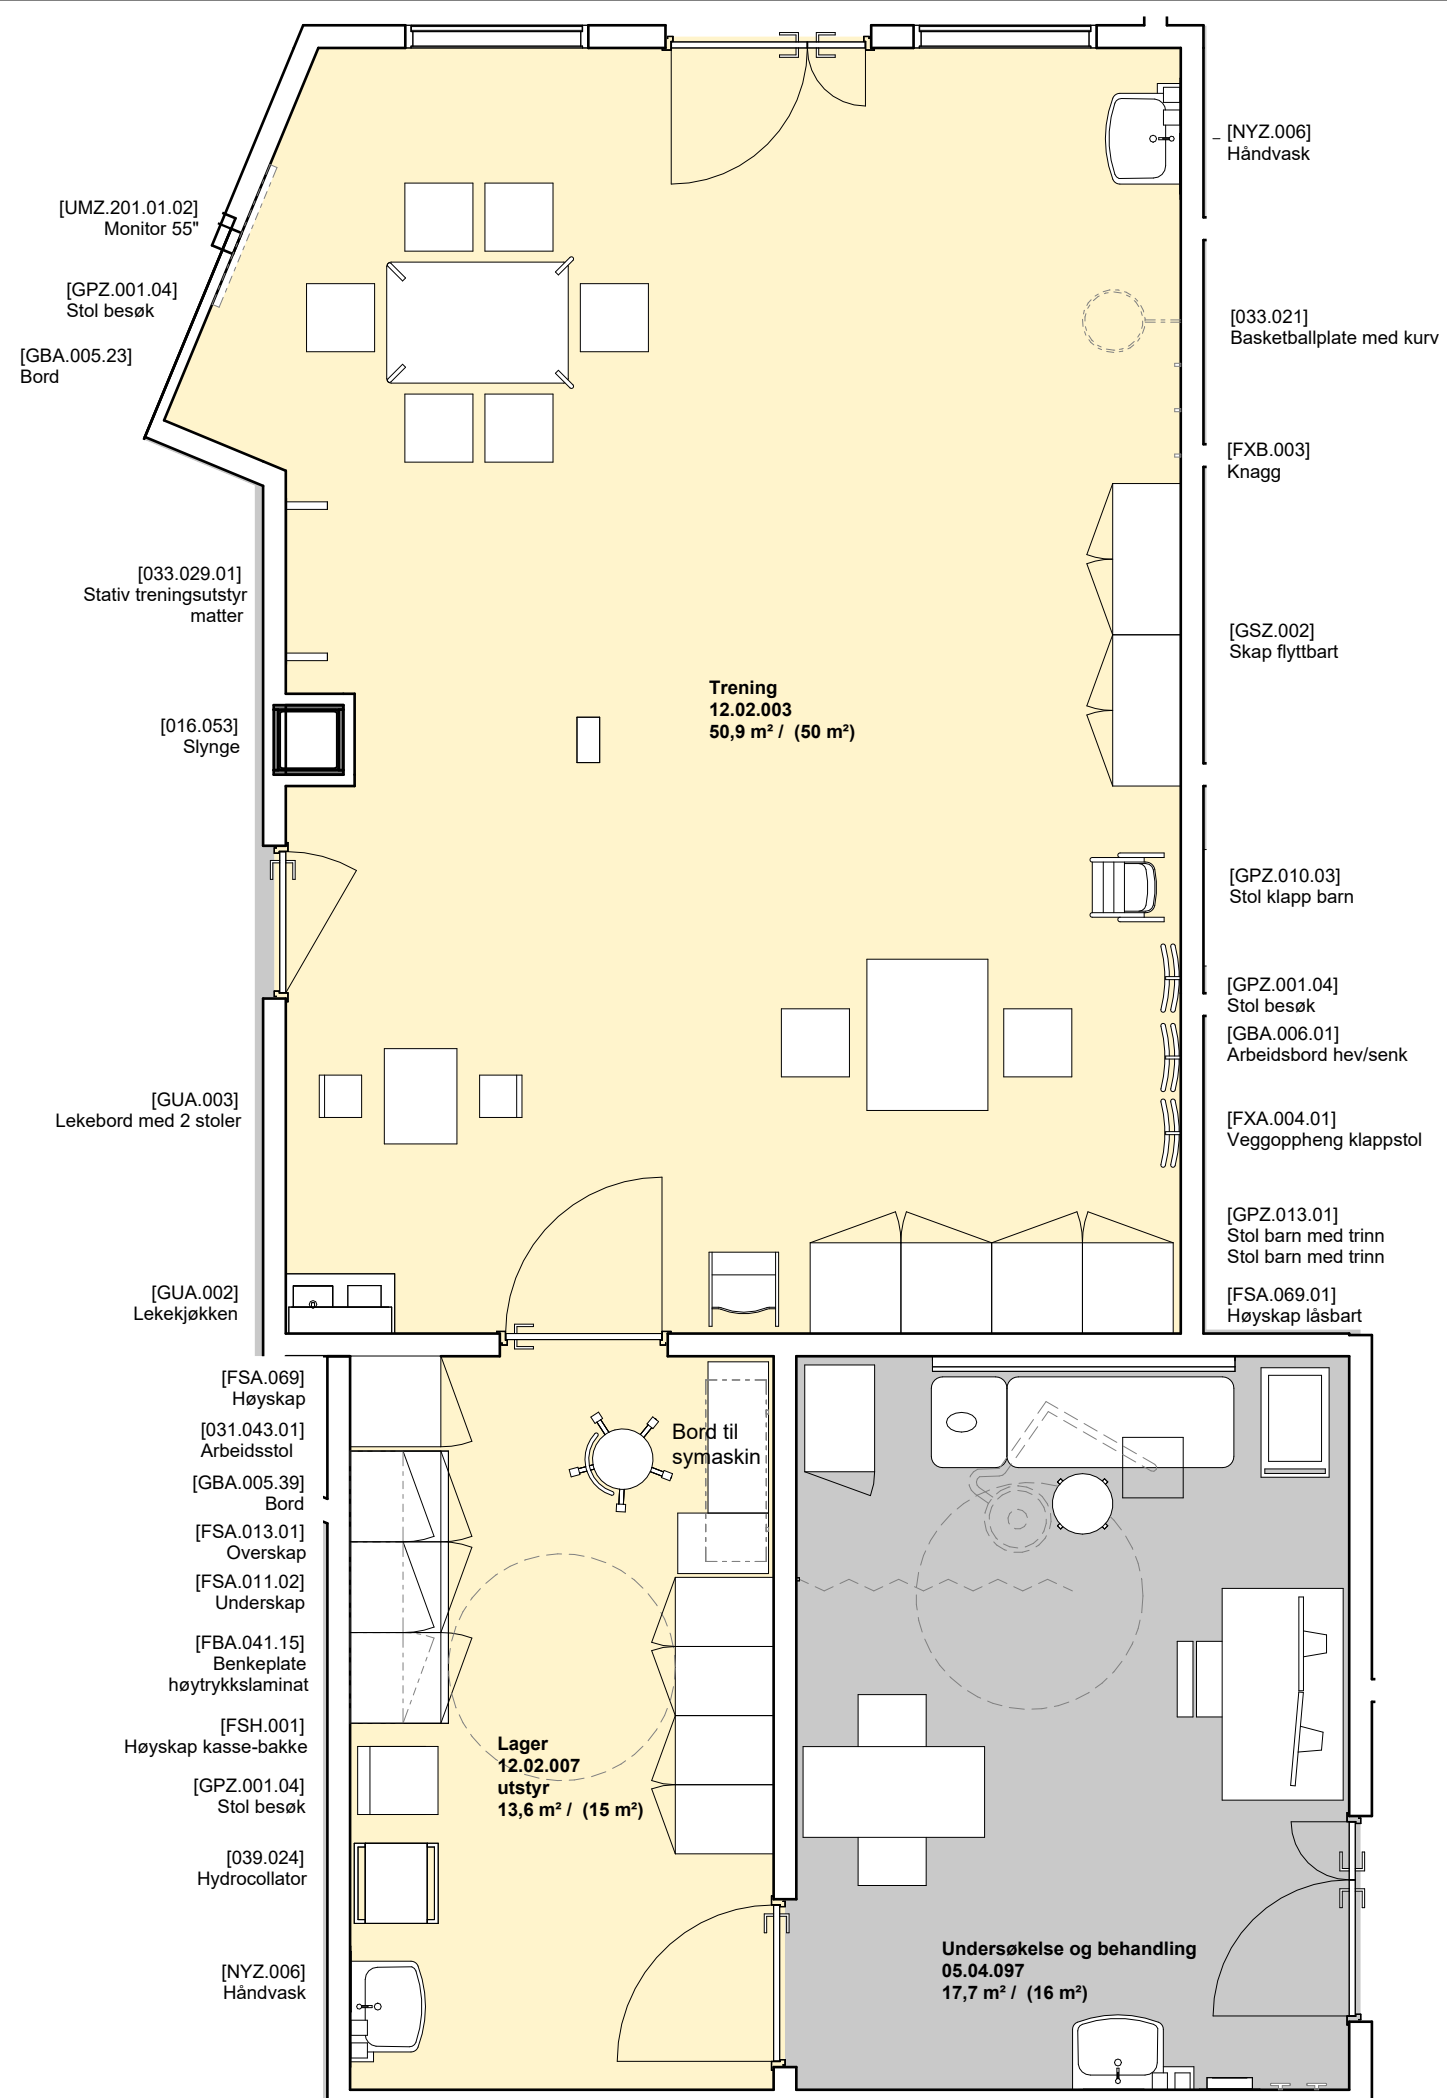 [NYZ.006]
Håndvask
[UMZ.201.01.02]
Monitor 55"
[GPZ.001.04]
Stol besøk
[GBA.005.23]
Bord
[033.021]
Basketballplate med kurv
[FXB.003]
Knagg
[033.029.01]
Stativ treningsutstyr
matter
[GSZ.002]
Skap flyttbart
Trening
12.02.003
50,9 m² / (50 m²)
[016.053]
Slynge
[GPZ.010.03]
Stol klapp barn
[GPZ.001.04]
Stol besøk
[GBA.006.01]
Arbeidsbord hev/senk
[GUA.003]
Lekebord med 2 stoler
[FXA.004.01]
Veggoppheng klappstol
[GPZ.013.01]
Stol barn med trinn
Stol barn med trinn
[GUA.002]
Lekekjøkken
[FSA.069.01]
Høyskap låsbart
[FSA.069]
Høyskap
[031.043.01]
Arbeidsstol
Bord til
symaskin
[GBA.005.39]
Bord
[FSA.013.01]
Overskap
[FSA.011.02]
Underskap
[FBA.041.15]
Benkeplate
høytrykkslaminat
[FSH.001]
Høyskap kasse-bakke
Lager
12.02.007
utstyr
13,6 m² / (15 m²)
[GPZ.001.04]
Stol besøk
[039.024]
Hydrocollator
[NYZ.006]
Håndvask
Undersøkelse og behandling
05.04.097
17,7 m² / (16 m²)